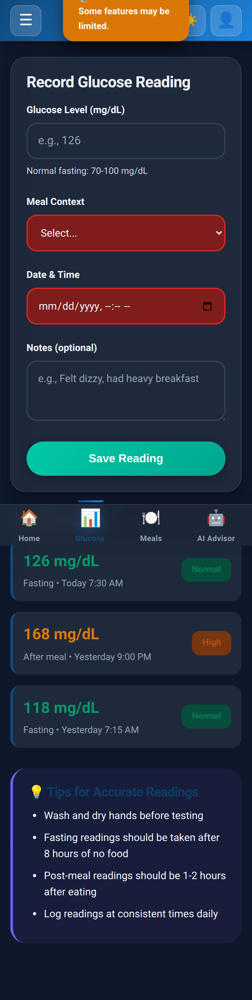 Some features may be
limited.
Record Glucose Reading
Glucose Level (mg/dL)
e.g., 126
Normal fasting: 70-100 mg/dL
Meal Context
Select...
Date & Time
mm/dd/yyyy, --:-- --
Notes (optional)
e.g., Felt dizzy, had heavy breakfast
Save Reading
Home Glucose Meals AI Advisor
126 mg/dL
Normal
Fasting • Today 7:30 AM
168 mg/dL
High
After meal • Yesterday 9:00 PM
118 mg/dL
Normal
Fasting • Yesterday 7:15 AM
Tips for Accurate Readings
• Wash and dry hands before testing
• Fasting readings should be taken after
8 hours of no food
• Post-meal readings should be 1-2 hours
after eating
• Log readings at consistent times daily